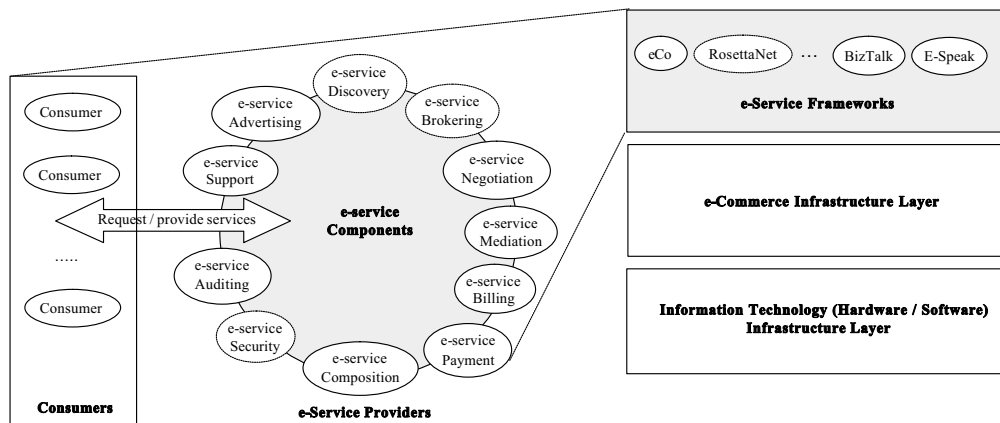 Consumer
Consumer
.....
Consumer
Consumers
Request / provide services
e-service
Discovery
e-service
Advertising
e-service
Brokering
e-service
Support
e-service
Negotiation
e-service
Components
e-service
Mediation
e-service
Auditing
e-service
Billing
e-service
Security
e-service
Payment
e-service
Composition
e-Service Providers
eCo
RosettaNet
...
BizTalk
E-Speak
e-Service Frameworks
e-Commerce Infrastructure Layer
Information Technology (Hardware / Software)
Infrastructure Layer